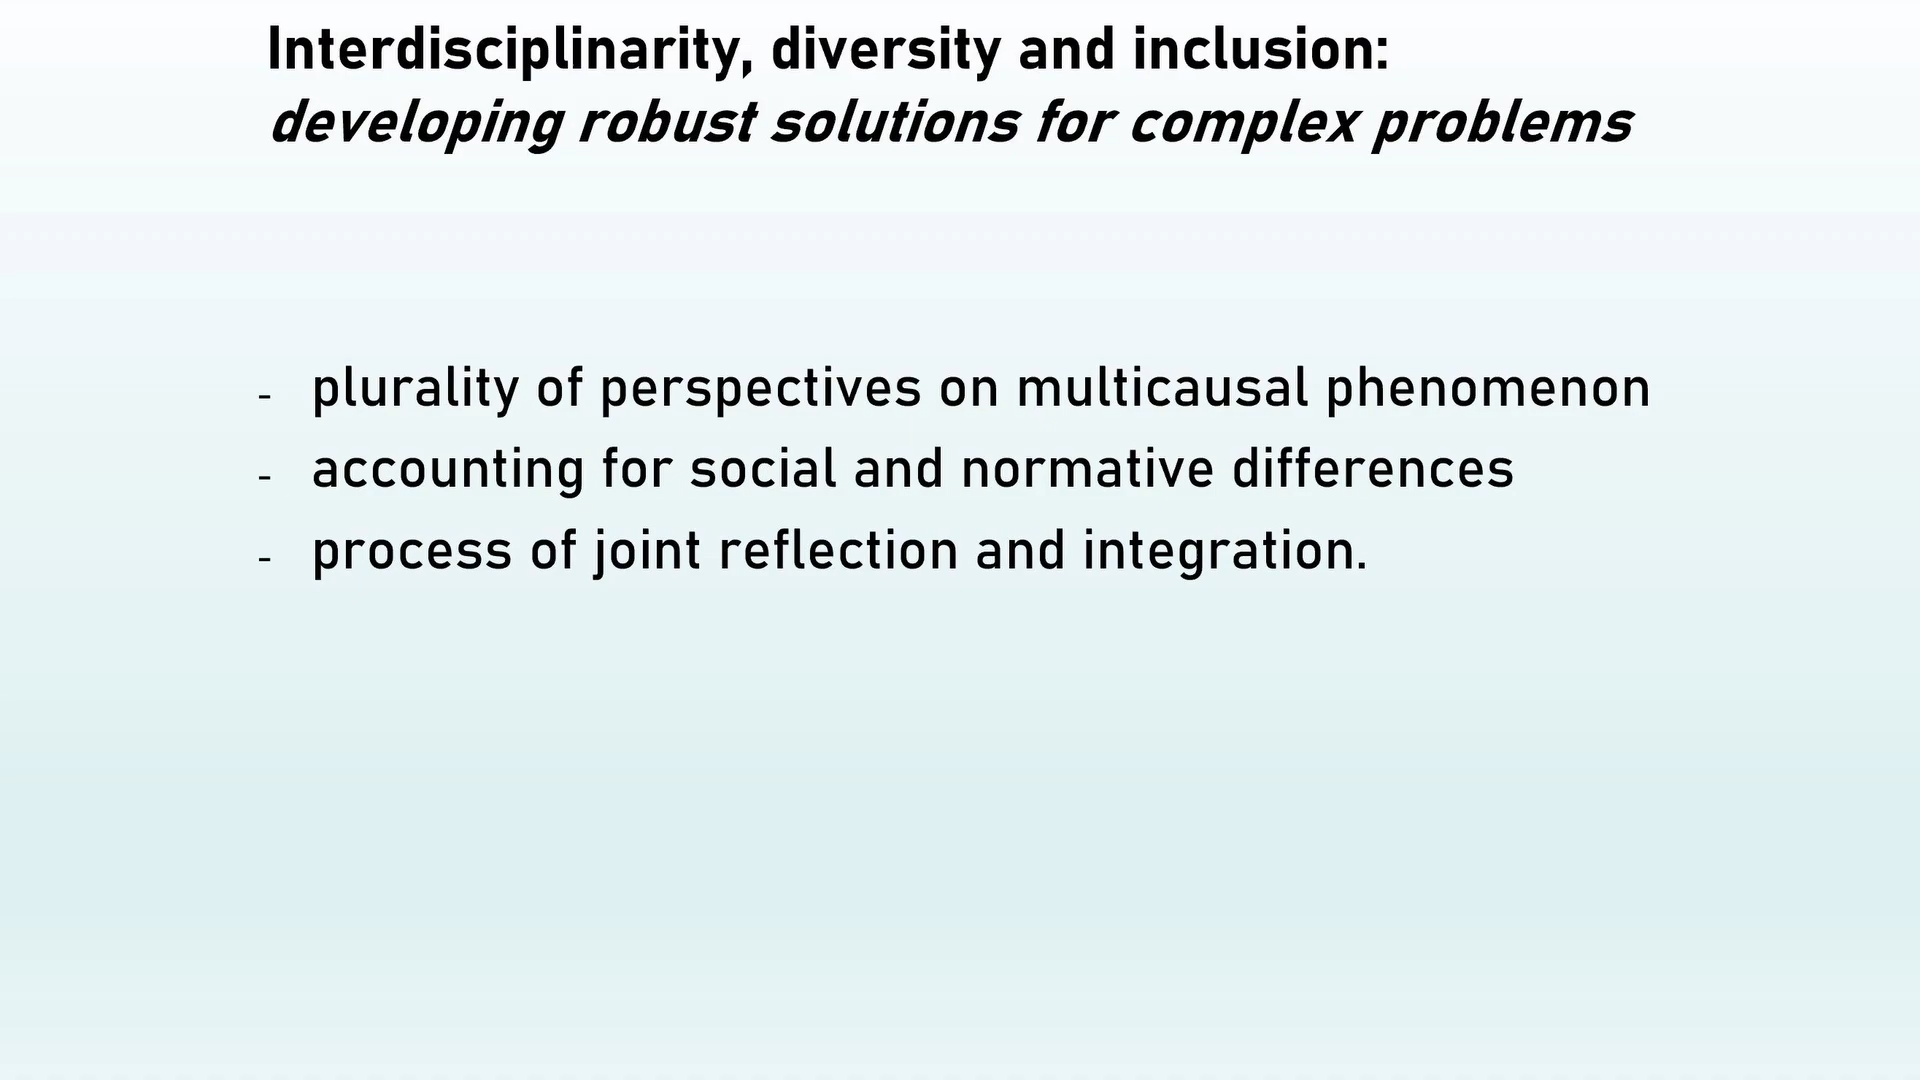 Interdisciplinarity, diversity and inclusion:
developing robust solutions for complex problems
- plurality of perspectives on multicausal phenomenon
- accounting for social and normative differences
- process of joint reflection and integration.